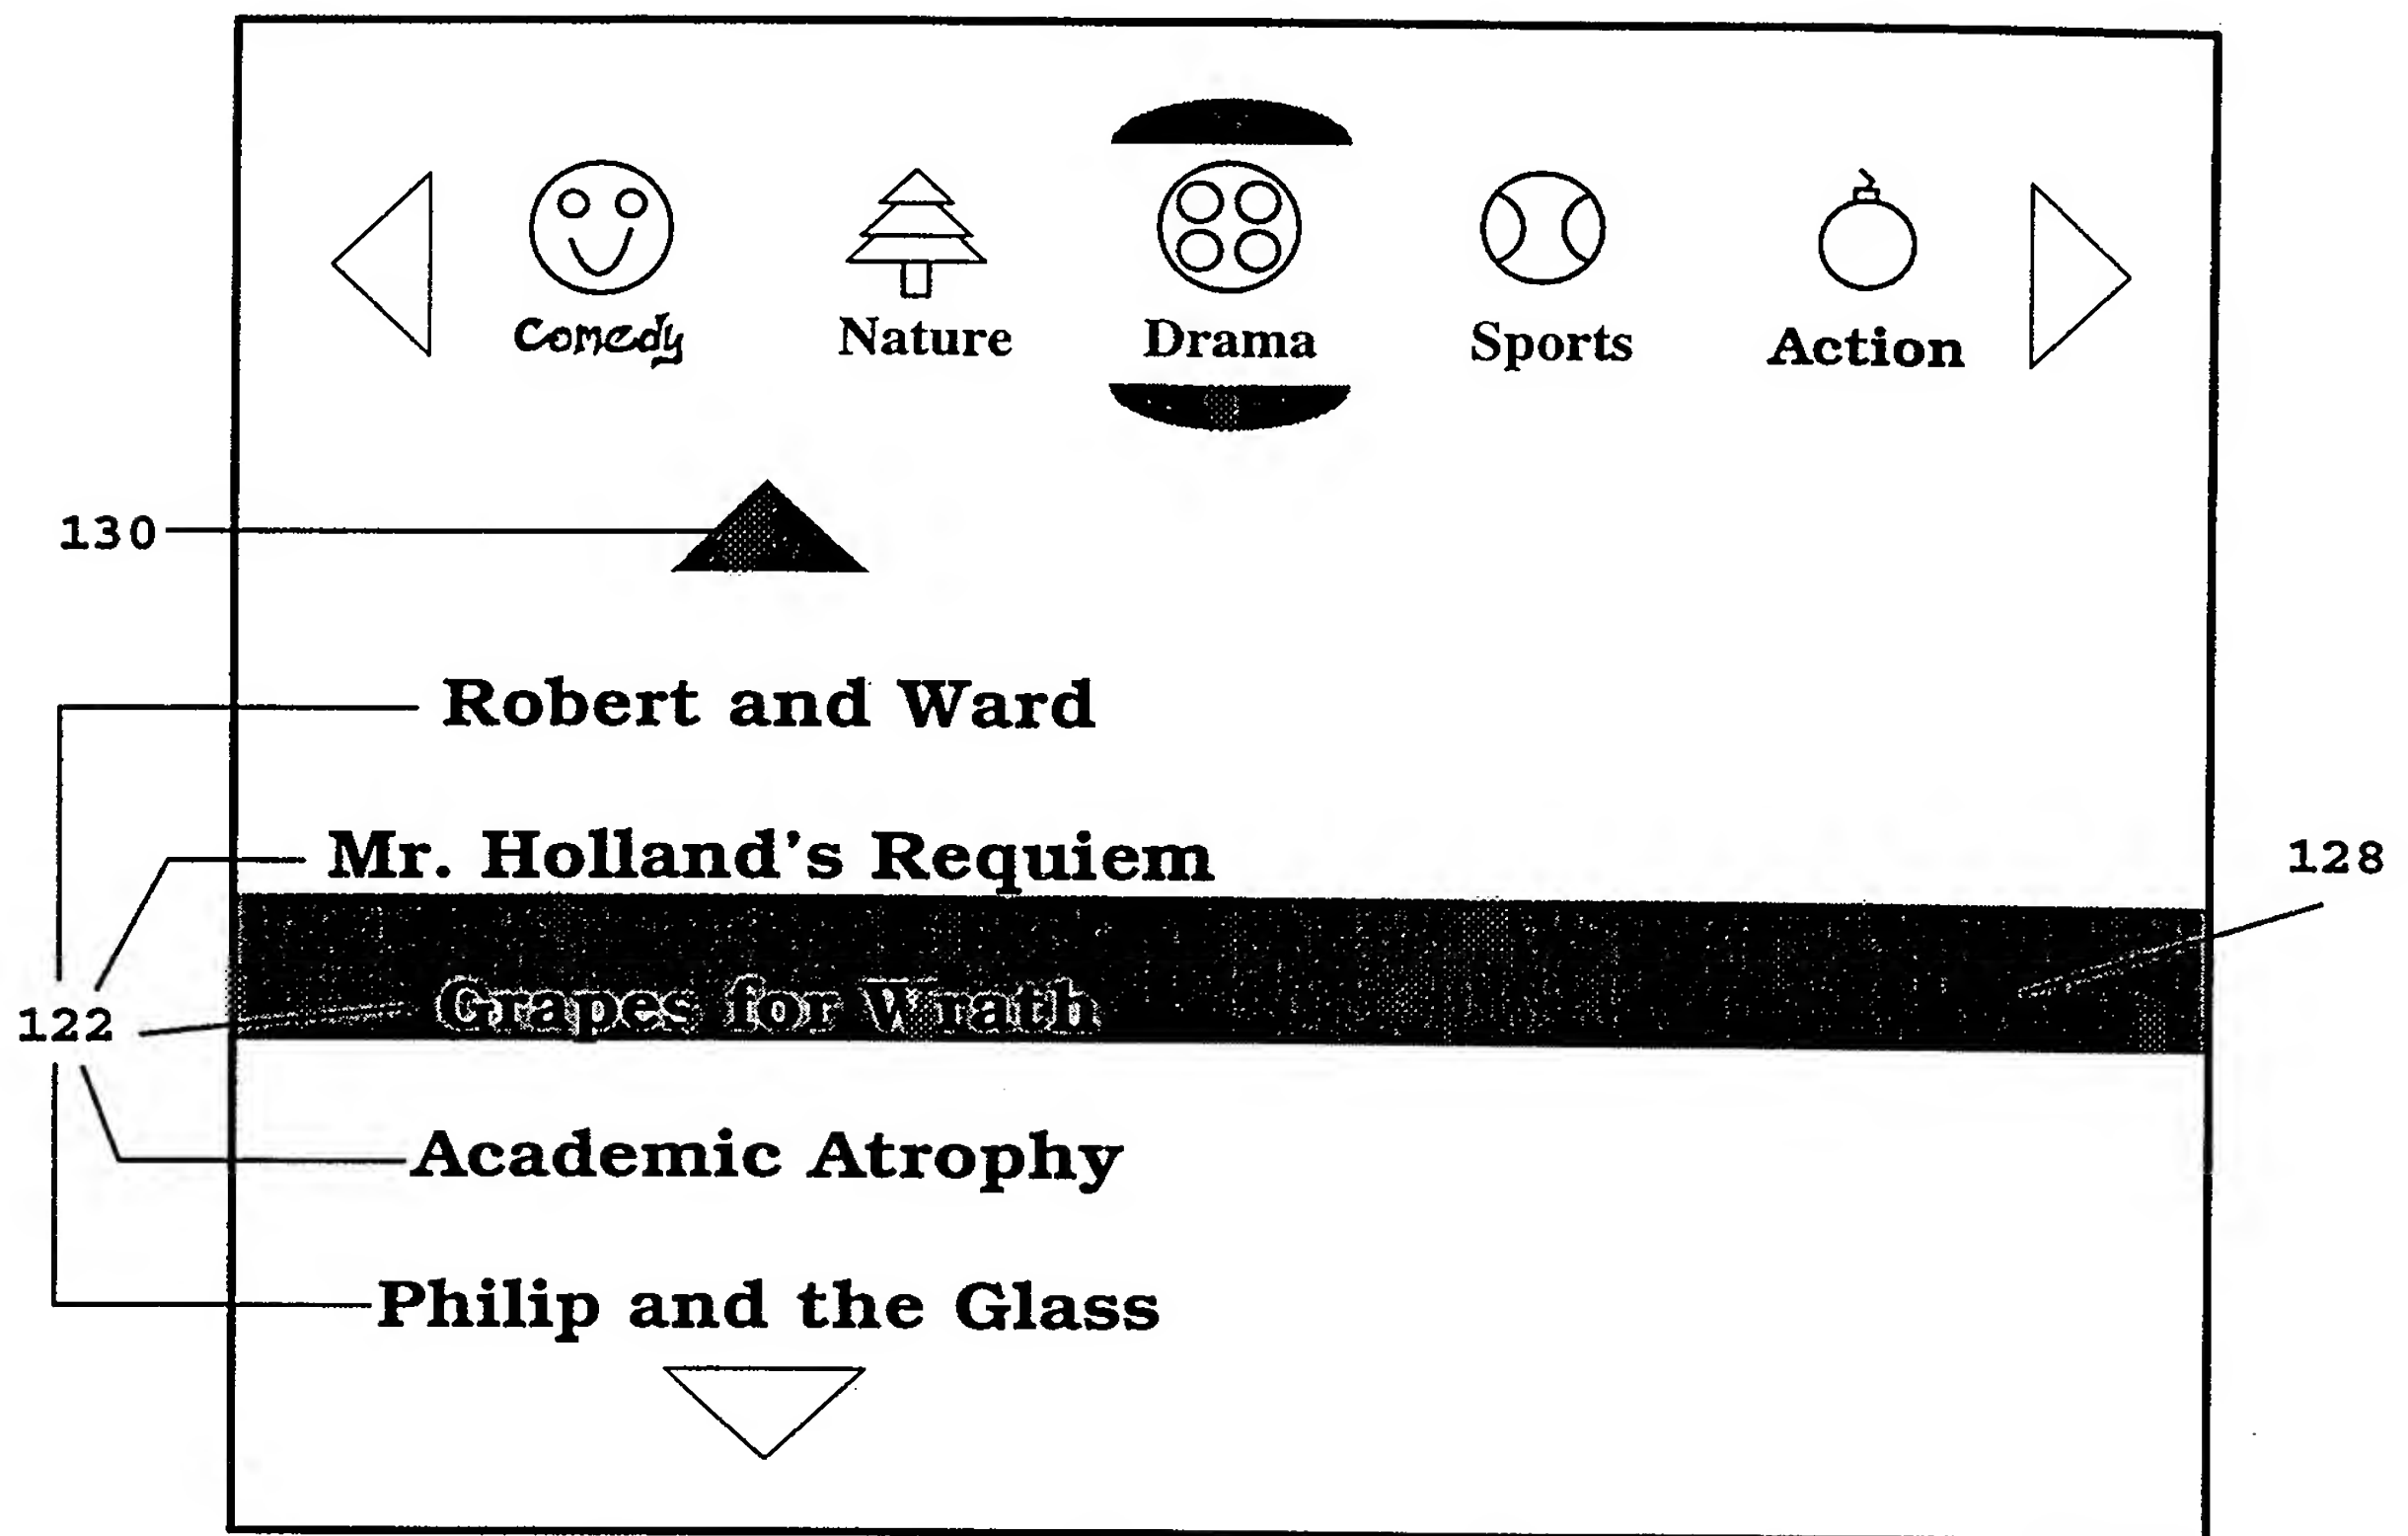 Comedy Nature Drama Sports Action
130
Robert and Ward
Mr. Holland's Requiem
128
Grapes for Wrath
122
Academic Atrophy
Philip and the Glass